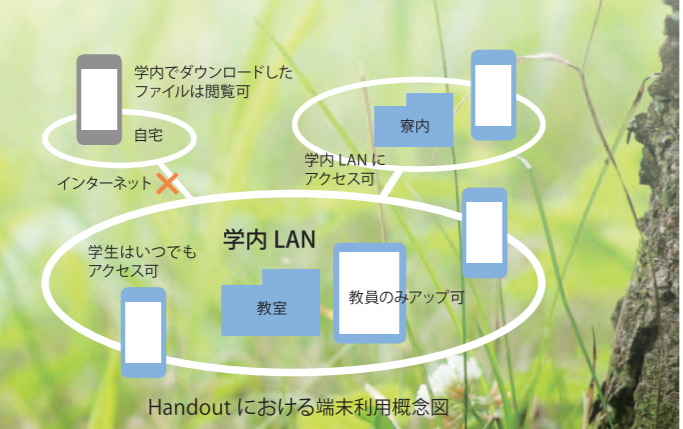 学内でダウンロードした
ファイルは閲覧可
自宅
インターネット
寮内
学内 LAN に
アクセス可
学内 LAN
学生はいつでも
アクセス可
教室
教員のみアップ可
Handout における端末利用概念図